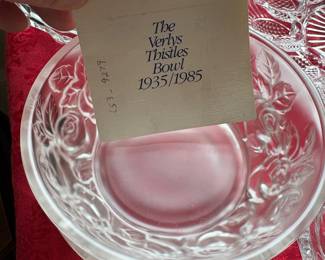 The
Verlys
Thistles
Bowl
1935/1985